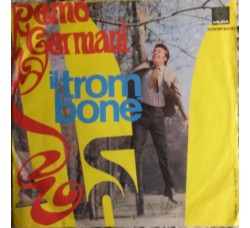 Remo
Germani
il trom
bone